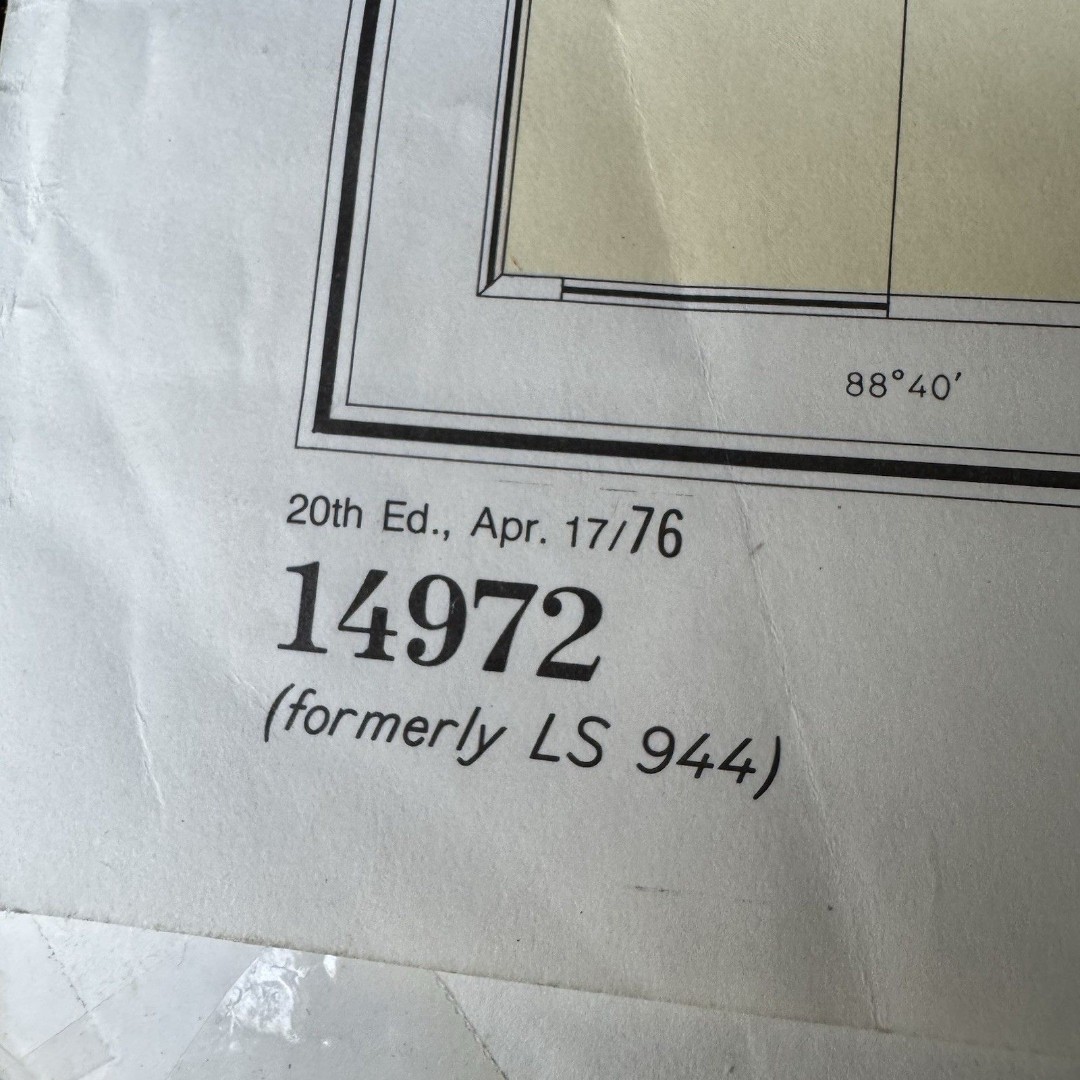 88°40′
20th Ed., Apr. 17/76
14972
(formerly LS 944)